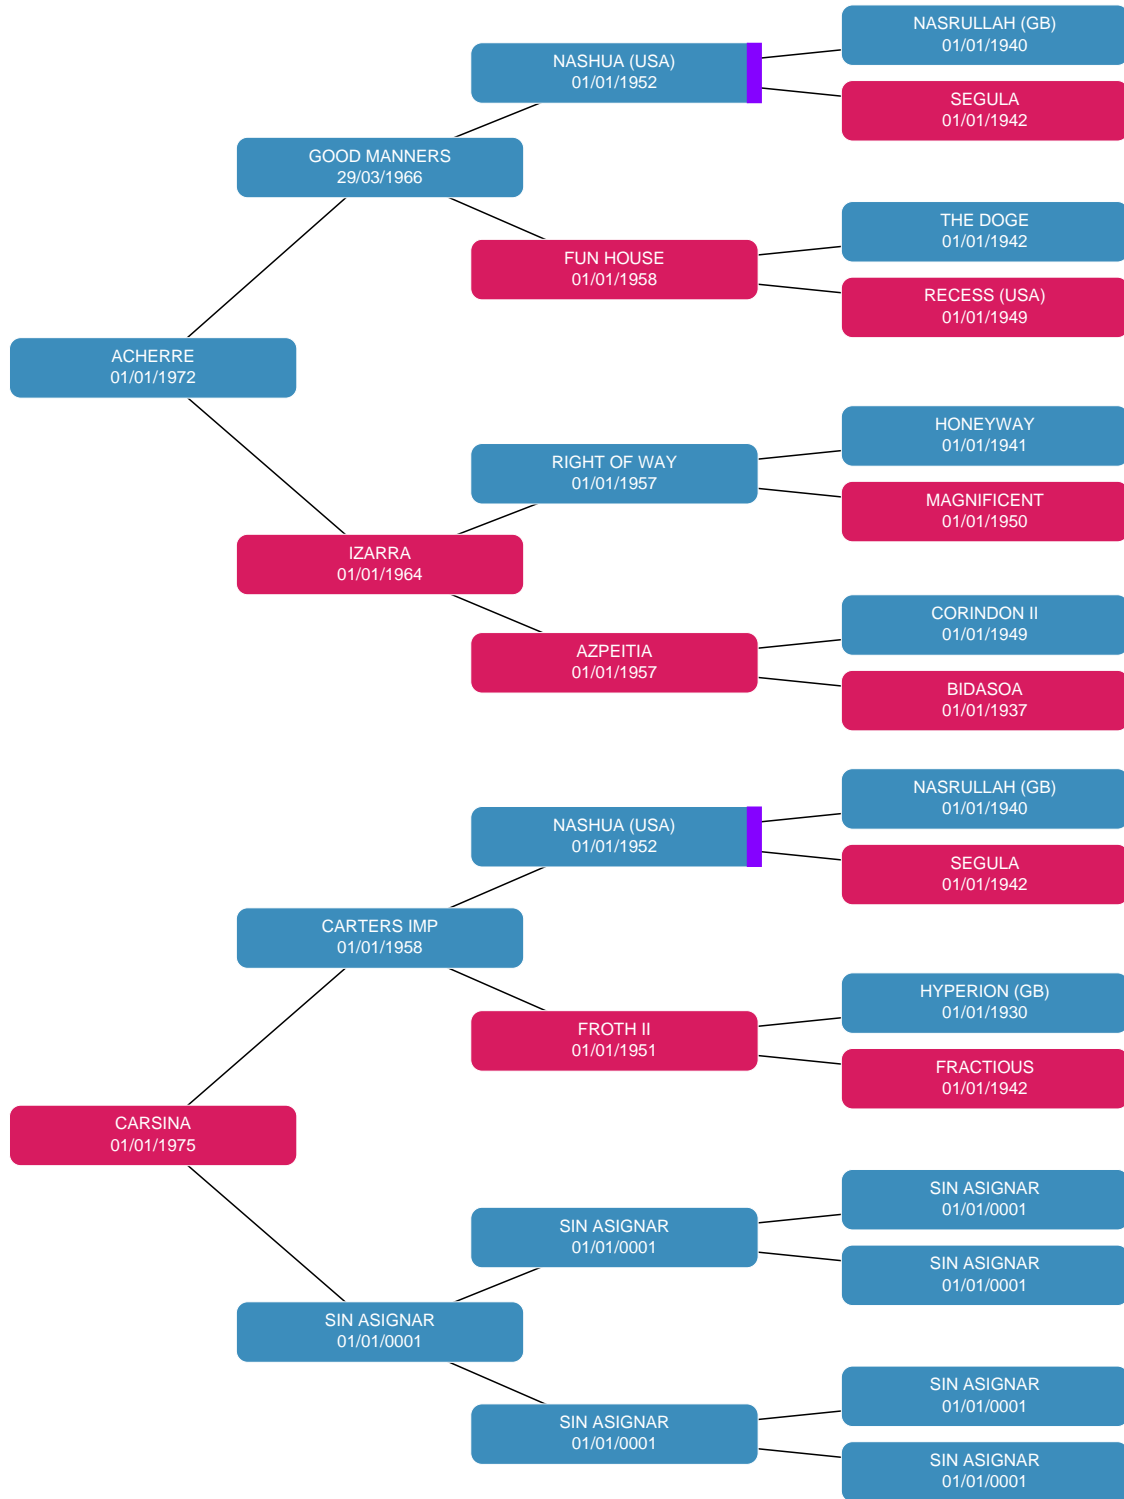 NASRULLAH (GB)
01/01/1940
NASHUA (USA)
01/01/1952
SEGULA
01/01/1942
GOOD MANNERS
29/03/1966
THE DOGE
01/01/1942
FUN HOUSE
01/01/1958
RECESS (USA)
01/01/1949
ACHERRE
01/01/1972
HONEYWAY
01/01/1941
RIGHT OF WAY
01/01/1957
MAGNIFICENT
01/01/1950
IZARRA
01/01/1964
CORINDON II
01/01/1949
AZPEITIA
01/01/1957
BIDASOA
01/01/1937
NASRULLAH (GB)
01/01/1940
NASHUA (USA)
01/01/1952
SEGULA
01/01/1942
CARTERS IMP
01/01/1958
HYPERION (GB)
01/01/1930
FROTH II
01/01/1951
FRACTIOUS
01/01/1942
CARSINA
01/01/1975
SIN ASIGNAR
01/01/0001
SIN ASIGNAR
01/01/0001
SIN ASIGNAR
01/01/0001
SIN ASIGNAR
01/01/0001
SIN ASIGNAR
01/01/0001
SIN ASIGNAR
01/01/0001
SIN ASIGNAR
01/01/0001